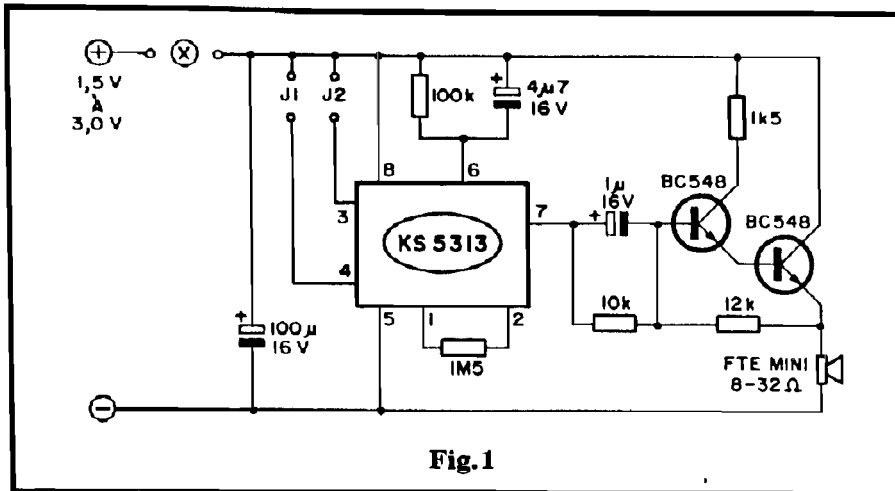 +
X
1,5 V
À
3,0 V
J1 J2
100k
+
4µ7
16 V
1k5
8
6
3
KS 5313
7
4
+
1µ
16V
BC548
BC548
5
1
2
1M5
10k
12k
+
100µ
16 V
FTE MINI
8-32Ω
−
Fig.1